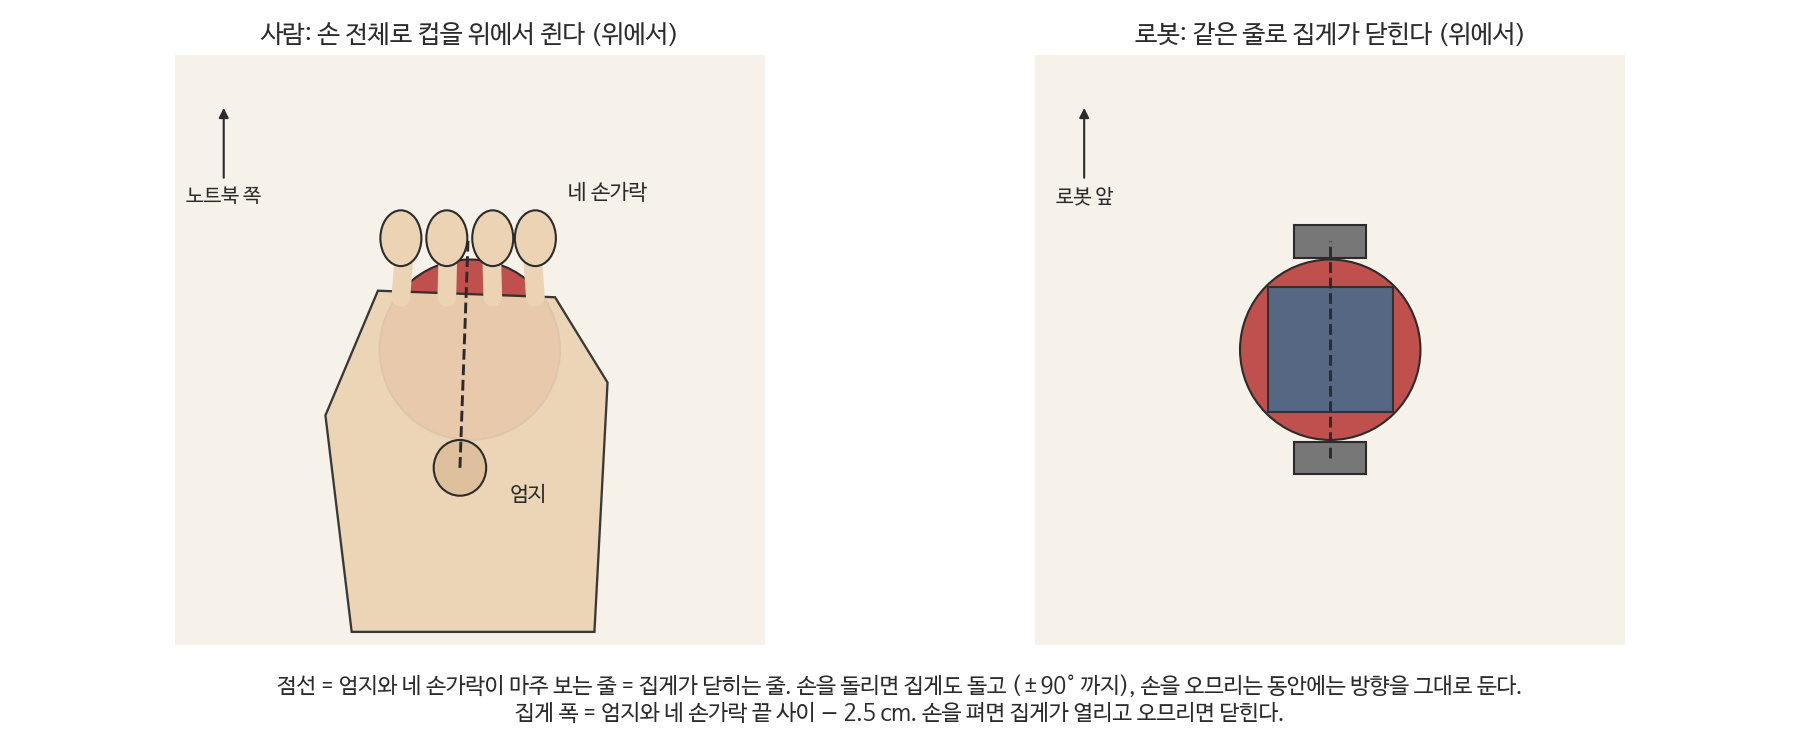 사람: 손 전체로 컵을 위에서 쥔다 (위에서)
로봇: 같은 줄로 집게가 닫힌다 (위에서)
노트북 쪽
네 손가락
엄지
로봇 앞
점선 = 엄지와 네 손가락이 마주 보는 줄 = 집게가 닫히는 줄. 손을 돌리면 집게도 돌고 (±90° 까지), 손을 오므리는 동안에는 방향을 그대로 둔다.
집게 폭 = 엄지와 네 손가락 끝 사이 − 2.5 cm. 손을 펴면 집게가 열리고 오므리면 닫힌다.